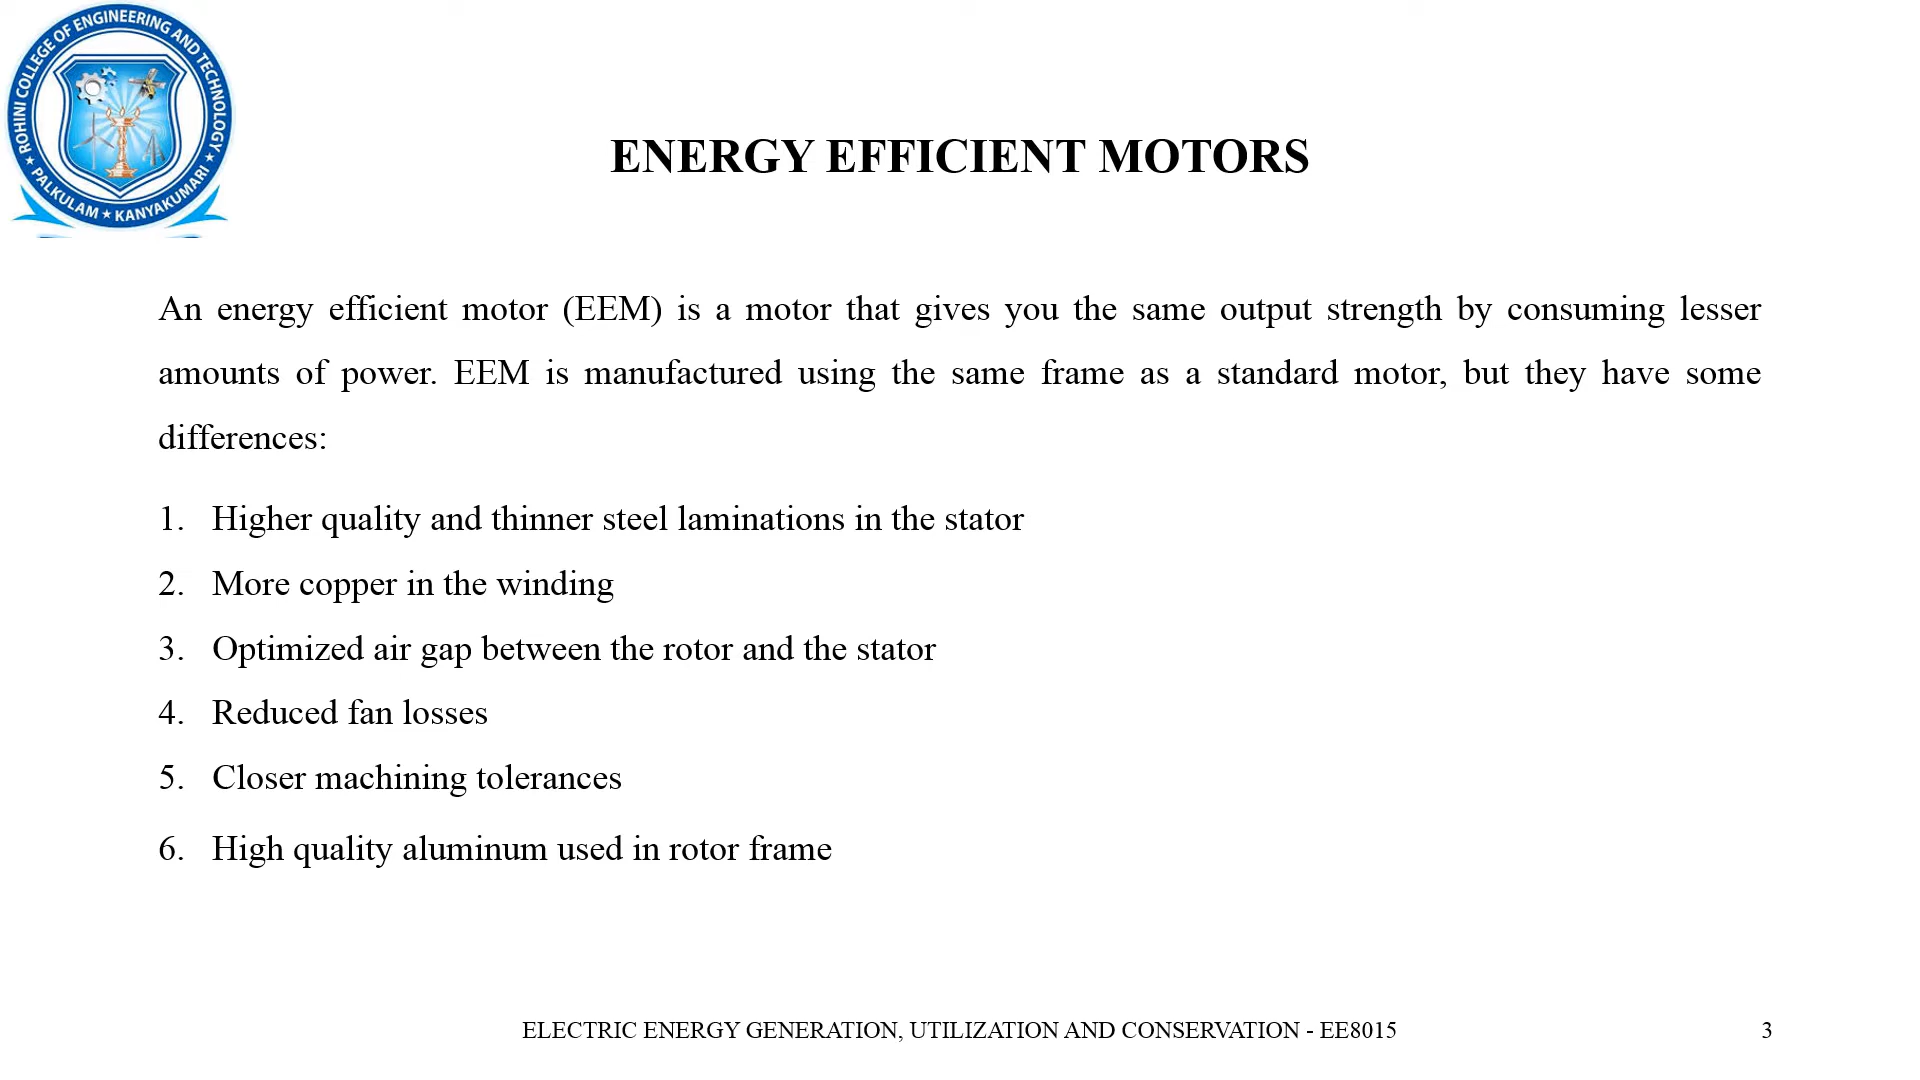 ROHINI COLLEGE OF ENGINEERING AND TECHNOLOGY
★ PALKULAM ★ KANYAKUMARI ★
ENERGY EFFICIENT MOTORS
An energy efficient motor (EEM) is a motor that gives you the same output strength by consuming lesser
amounts of power. EEM is manufactured using the same frame as a standard motor, but they have some
differences:
1. Higher quality and thinner steel laminations in the stator
2. More copper in the winding
3. Optimized air gap between the rotor and the stator
4. Reduced fan losses
5. Closer machining tolerances
6. High quality aluminum used in rotor frame
ELECTRIC ENERGY GENERATION, UTILIZATION AND CONSERVATION - EE8015
3